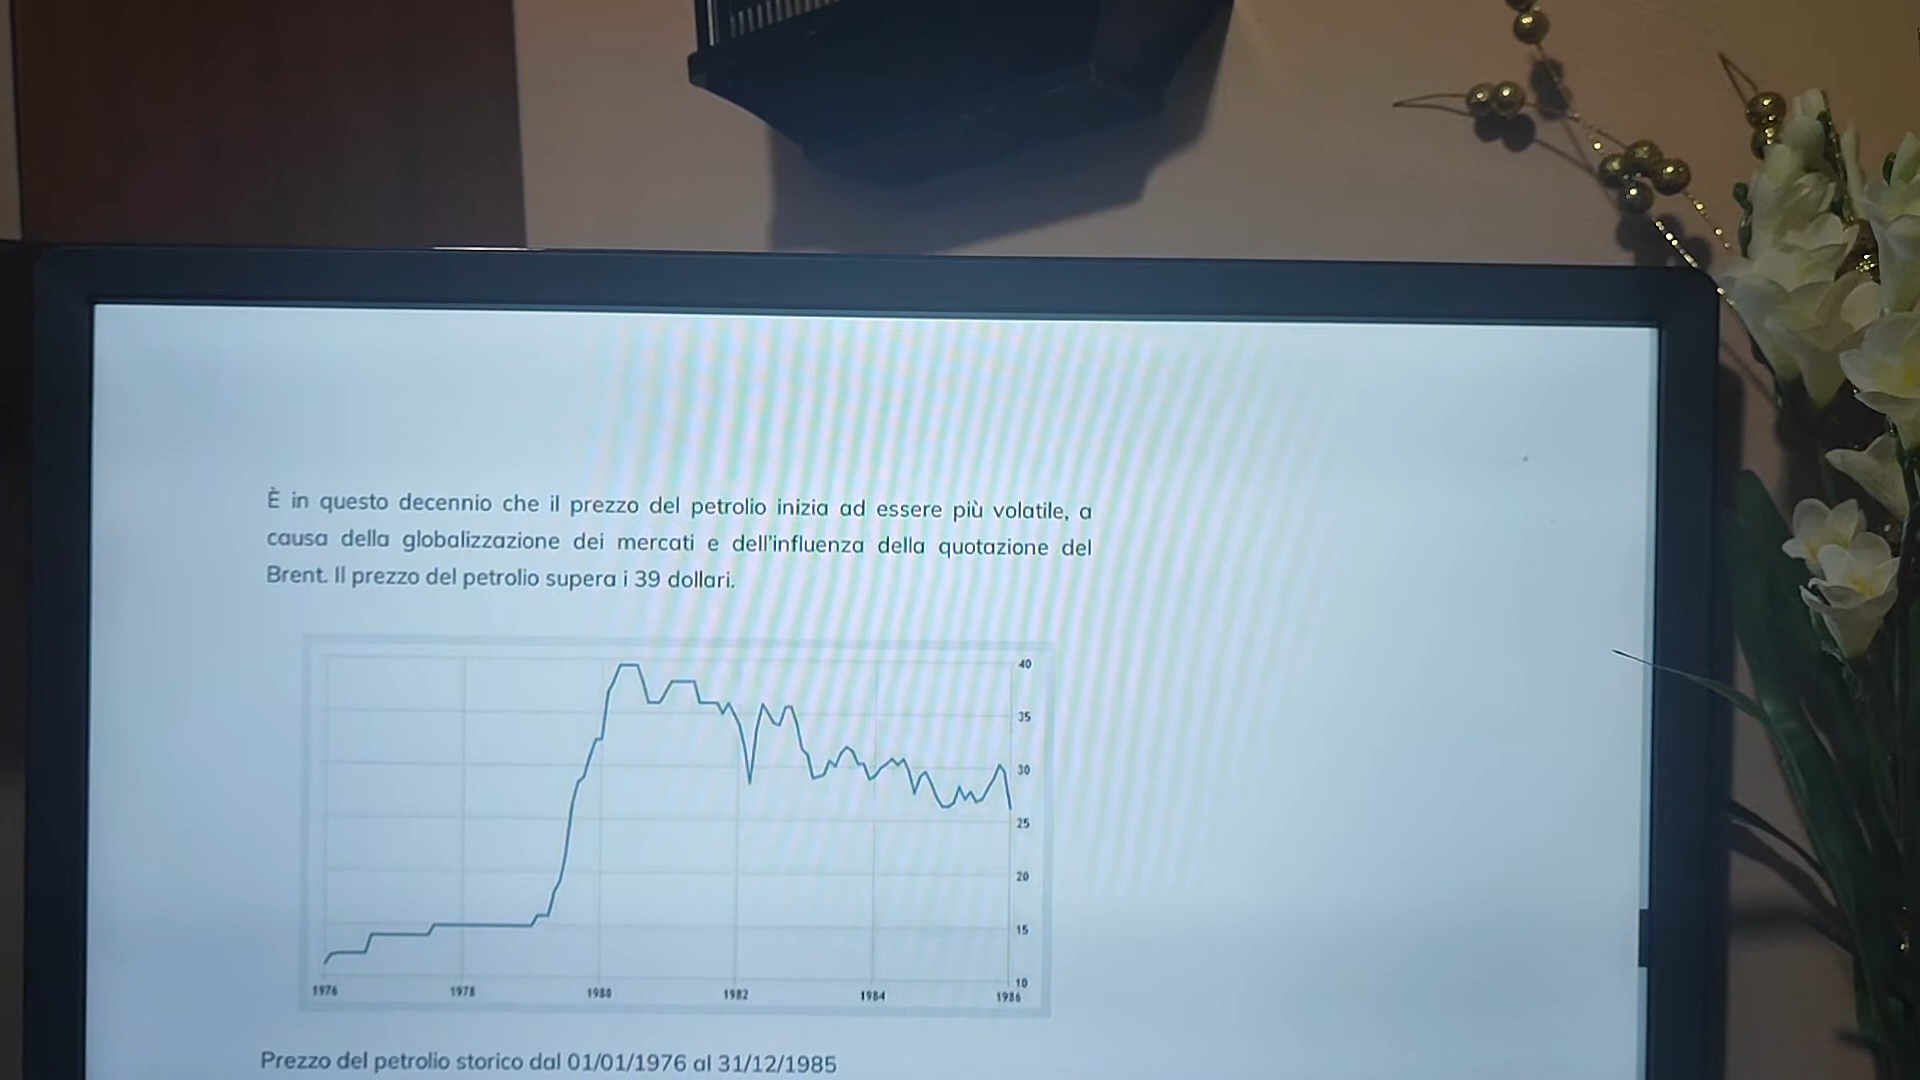 È in questo decennio che il prezzo del petrolio inizia ad essere più volatile, a
causa della globalizzazione dei mercati e dell'influenza della quotazione del
Brent. Il prezzo del petrolio supera i 39 dollari.
40
35
30
25
20
15
10
1976 1978 1980 1982 1984 1986
Prezzo del petrolio storico dal 01/01/1976 al 31/12/1985